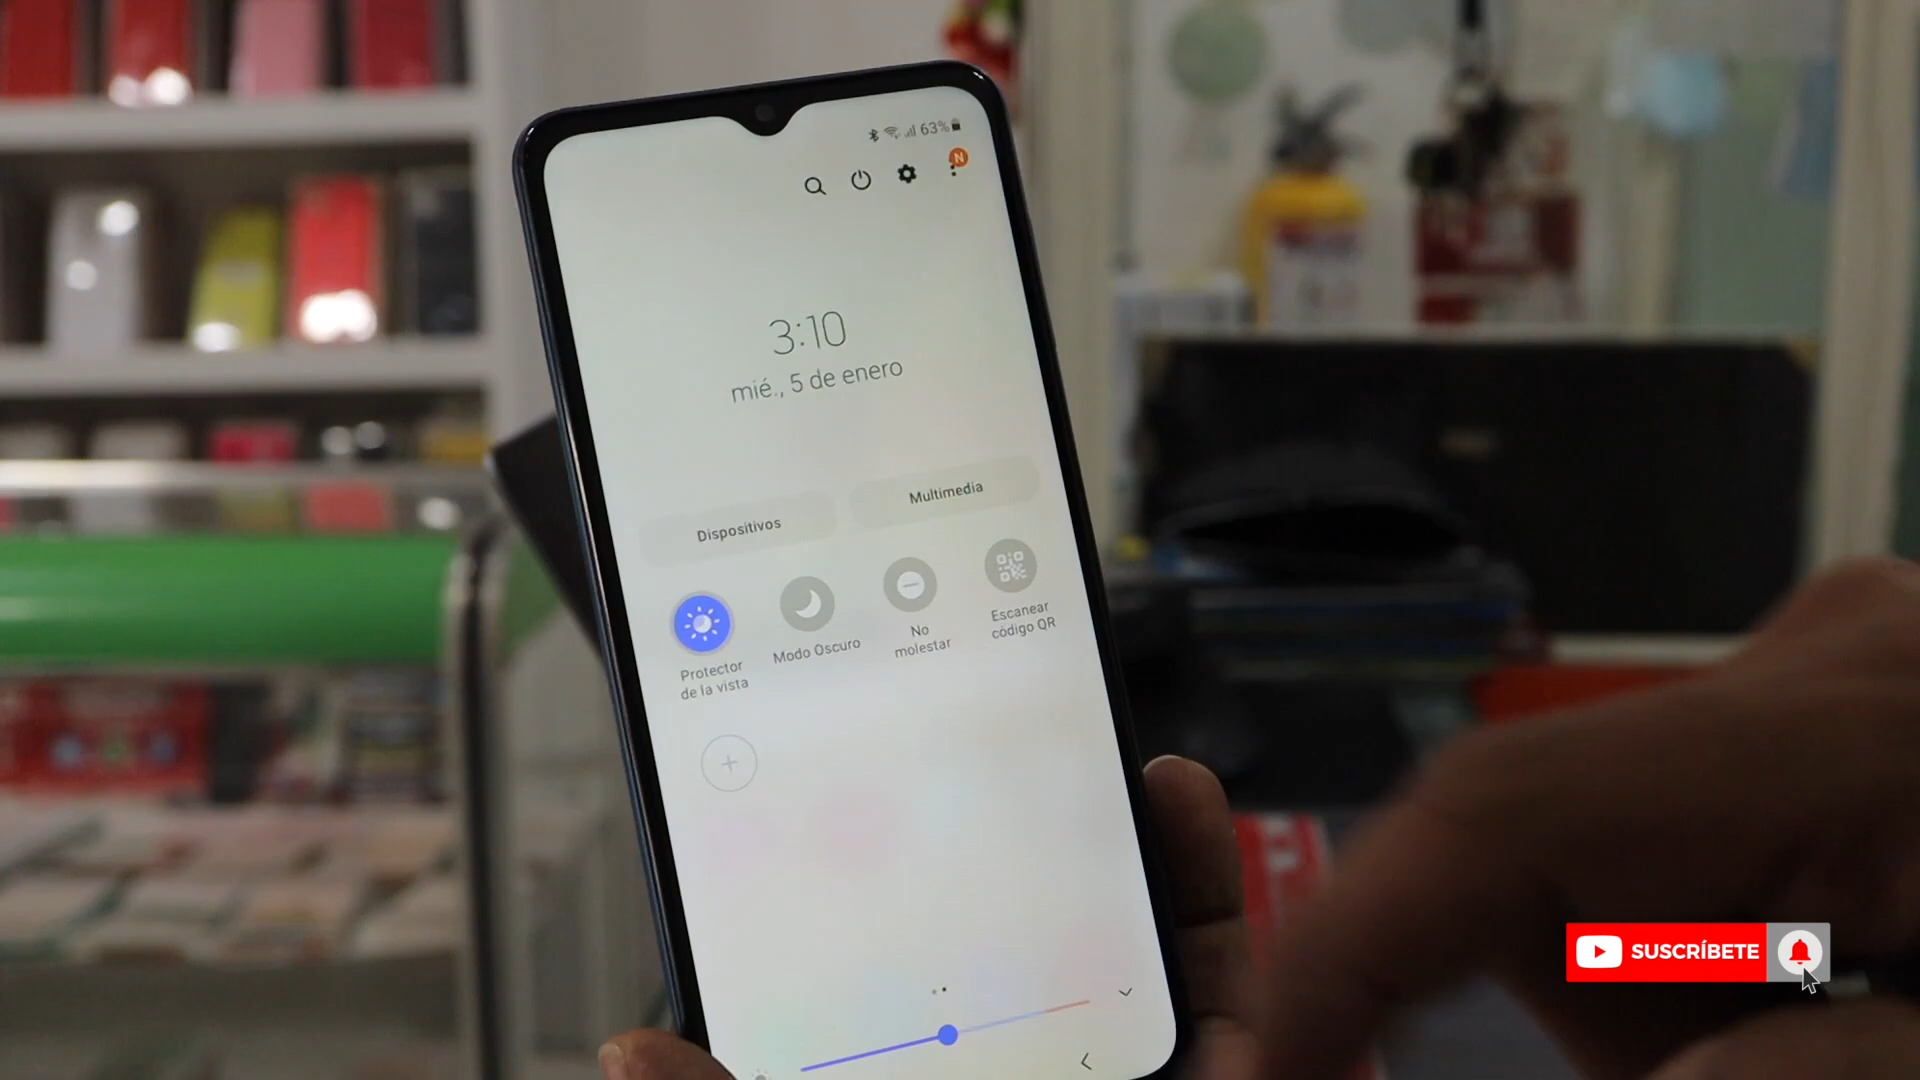 63%
N
3:10
mié., 5 de enero
Dispositivos
Multimedia
Protector
de la vista
Modo Oscuro
No
molestar
Escanear
código QR
SUSCRÍBETE